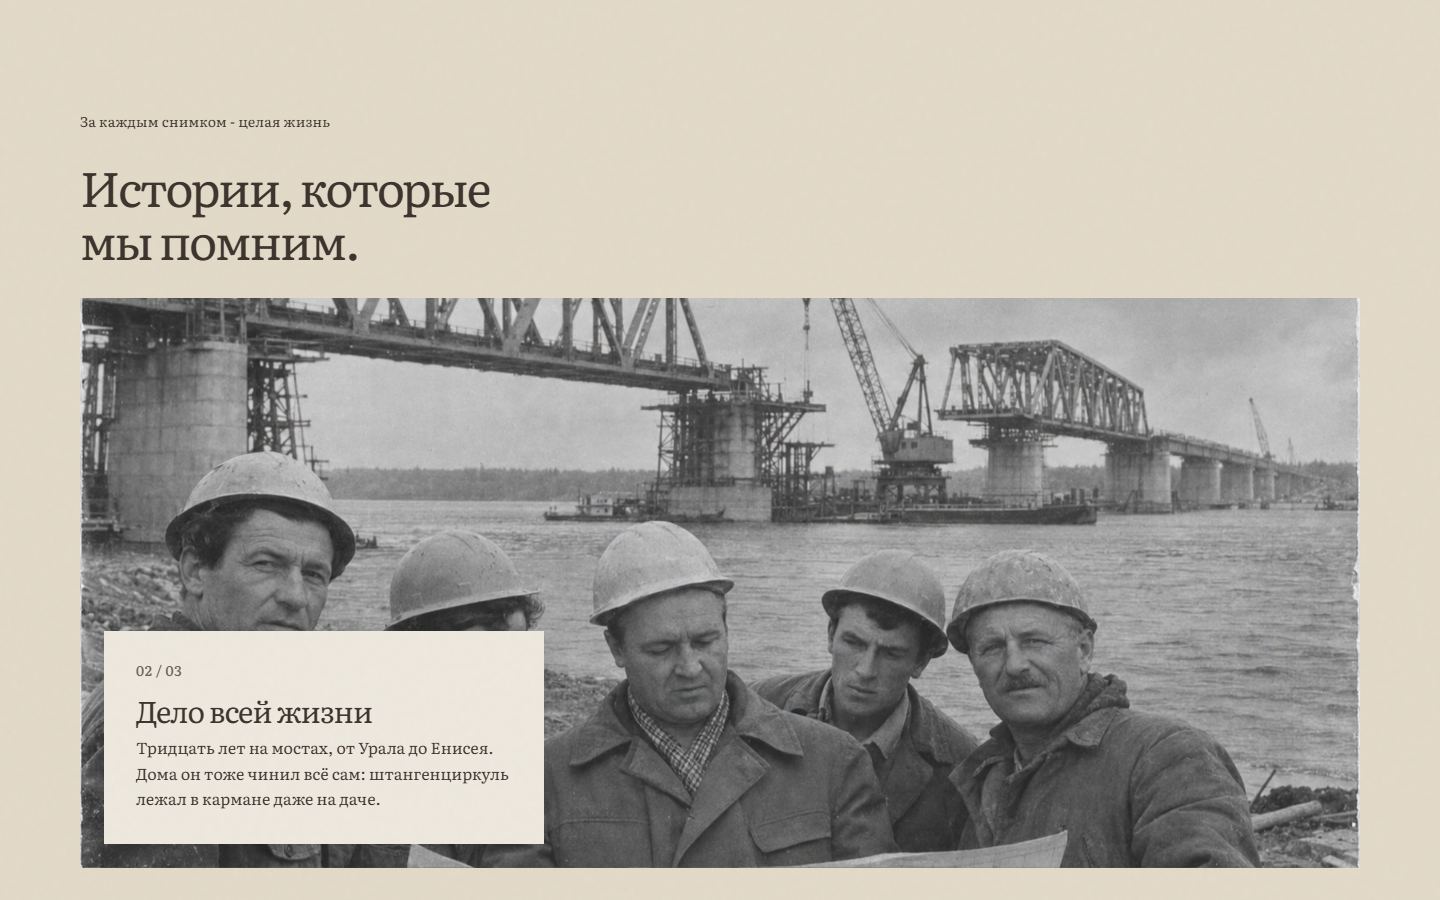 За каждым снимком - целая жизнь
Истории, которые
мы помним.
02 / 03
Дело всей жизни
Тридцать лет на мостах, от Урала до Енисея.
Дома он тоже чинил всё сам: штангенциркуль
лежал в кармане даже на даче.